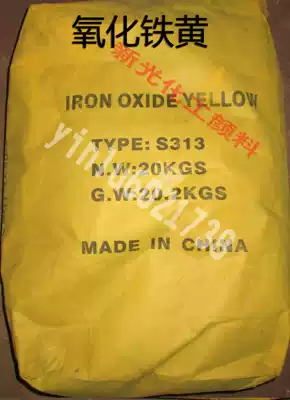 氧化铁黄
新光化工颜料
IRON OXIDE YELLOW
TYPE: S313
N.W:20KGS
G.W:20.2KGS
MADE IN CHINA